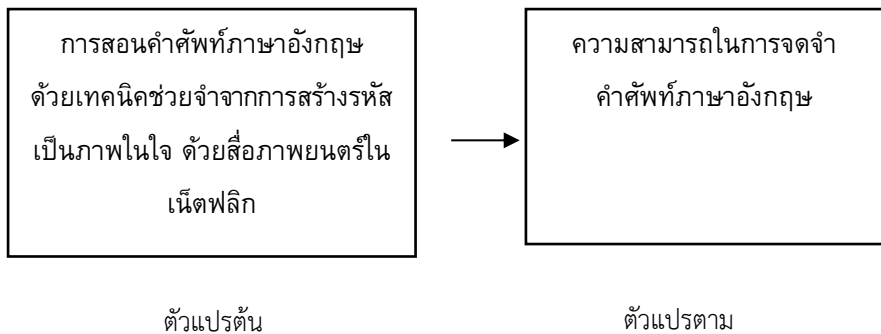 การสอนคำศัพท์ภาษาอังกฤษ
ด้วยเทคนิคช่วยจำจากการสร้างรหัส
เป็นภาพในใจ ด้วยสื่อภาพยนตร์ใน
เน็ตฟลิก
ความสามารถในการจดจำ
คำศัพท์ภาษาอังกฤษ
ตัวแปรต้น
ตัวแปรตาม